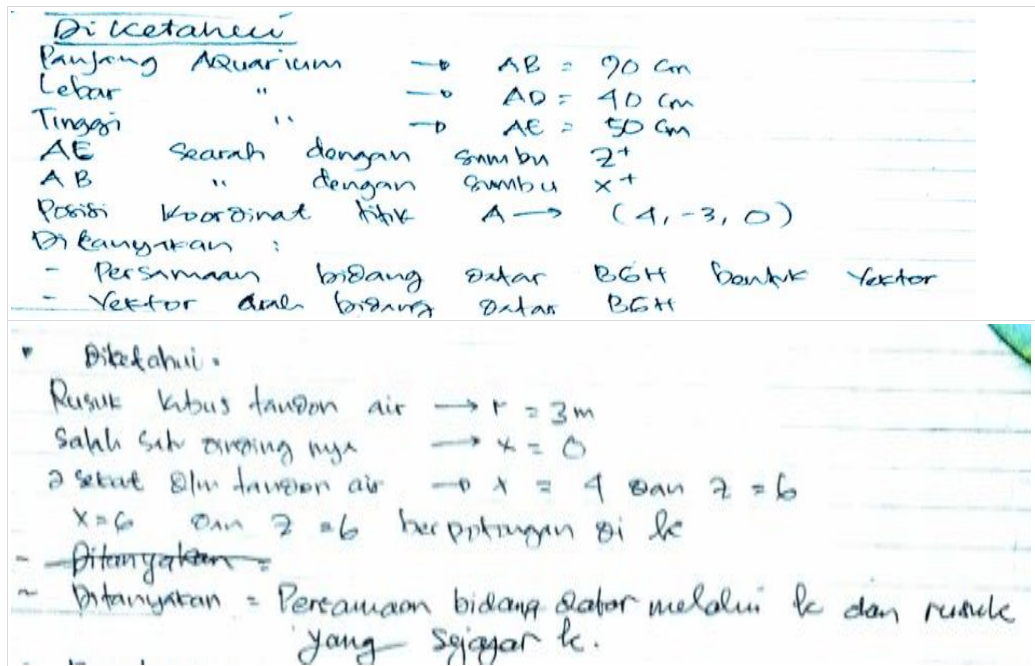 Diketahui
Panjang Aquarium → AB = 90 cm
Lebar " → AD = 40 cm
Tinggi " → AE = 50 cm
AE searah dengan sumbu z+
AB " dengan sumbu x+
Posisi koordinat titik A → (4, -3, 0)
Ditanyakan :
- Persamaan bidang datar BGH bentuk Vektor
- Vektor arah bidang datar BGH
Diketahui.
Rusuk kubus tandon air → r = 3 m
Salah satu dinding nya → x = 0
2 sekat dlm tandon air → x = 4 dan z = 6
x = 6 dan z = 6 berpotongan di k
- Ditanyakan =
~ Ditanyakan = Persamaan bidang datar melalui k dan rusuk
yang sejajar k.